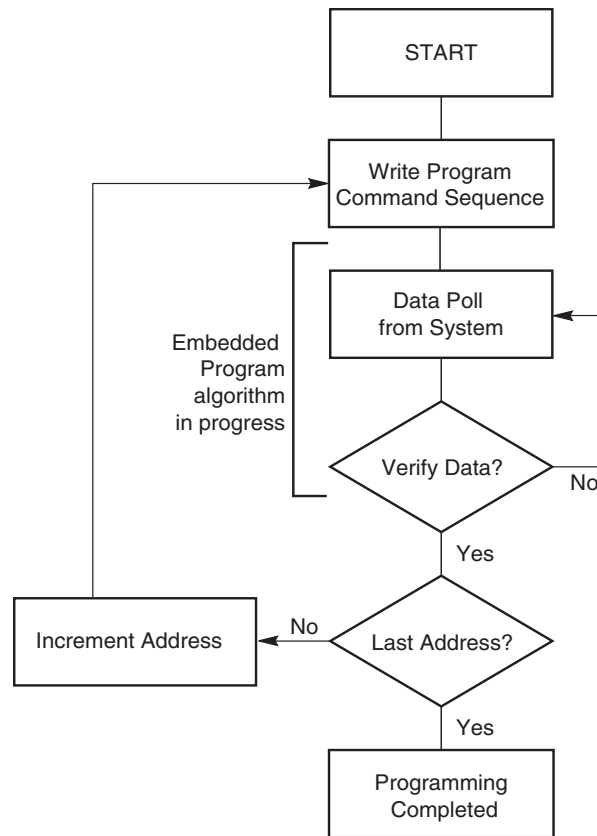 START
Write Program
Command Sequence
Data Poll
from System
Embedded
Program
algorithm
in progress
Verify Data?
No
Yes
Increment Address
No
Last Address?
Yes
Programming
Completed